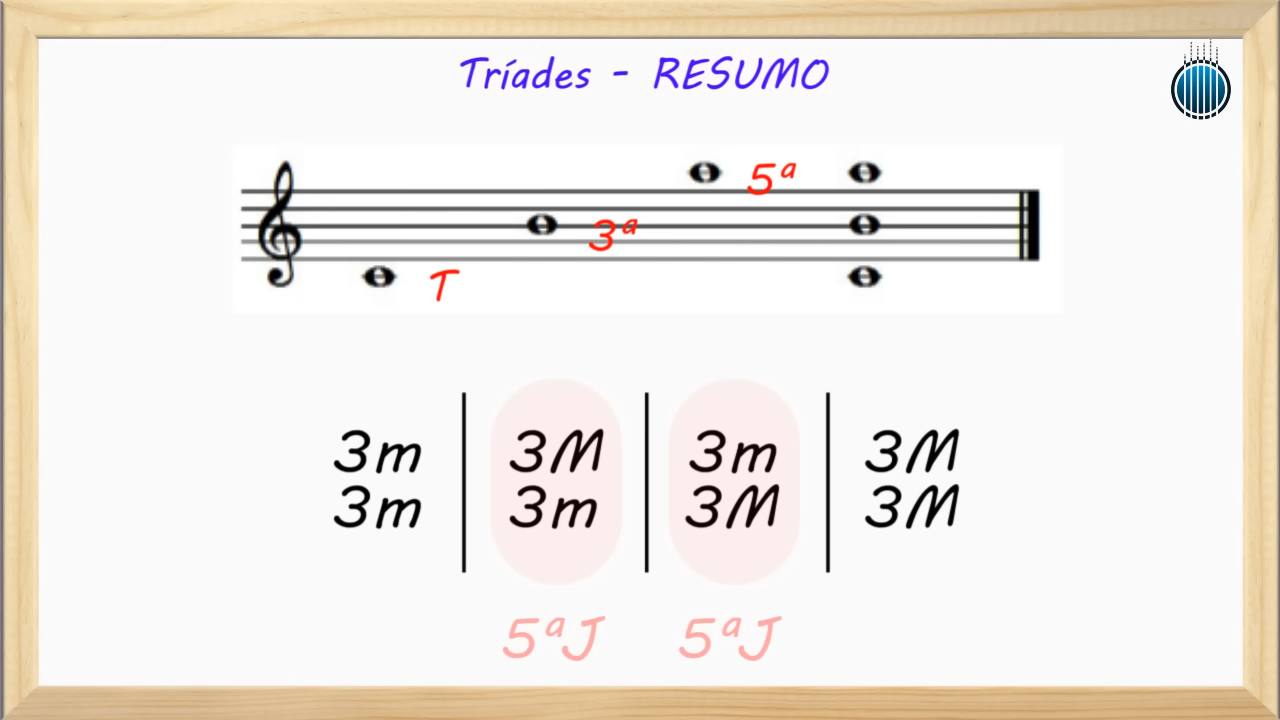 Tríades - RESUMO
5ª
3ª
T
3m 3M 3m 3M
3m 3m 3M 3M
5ªJ 5ªJ